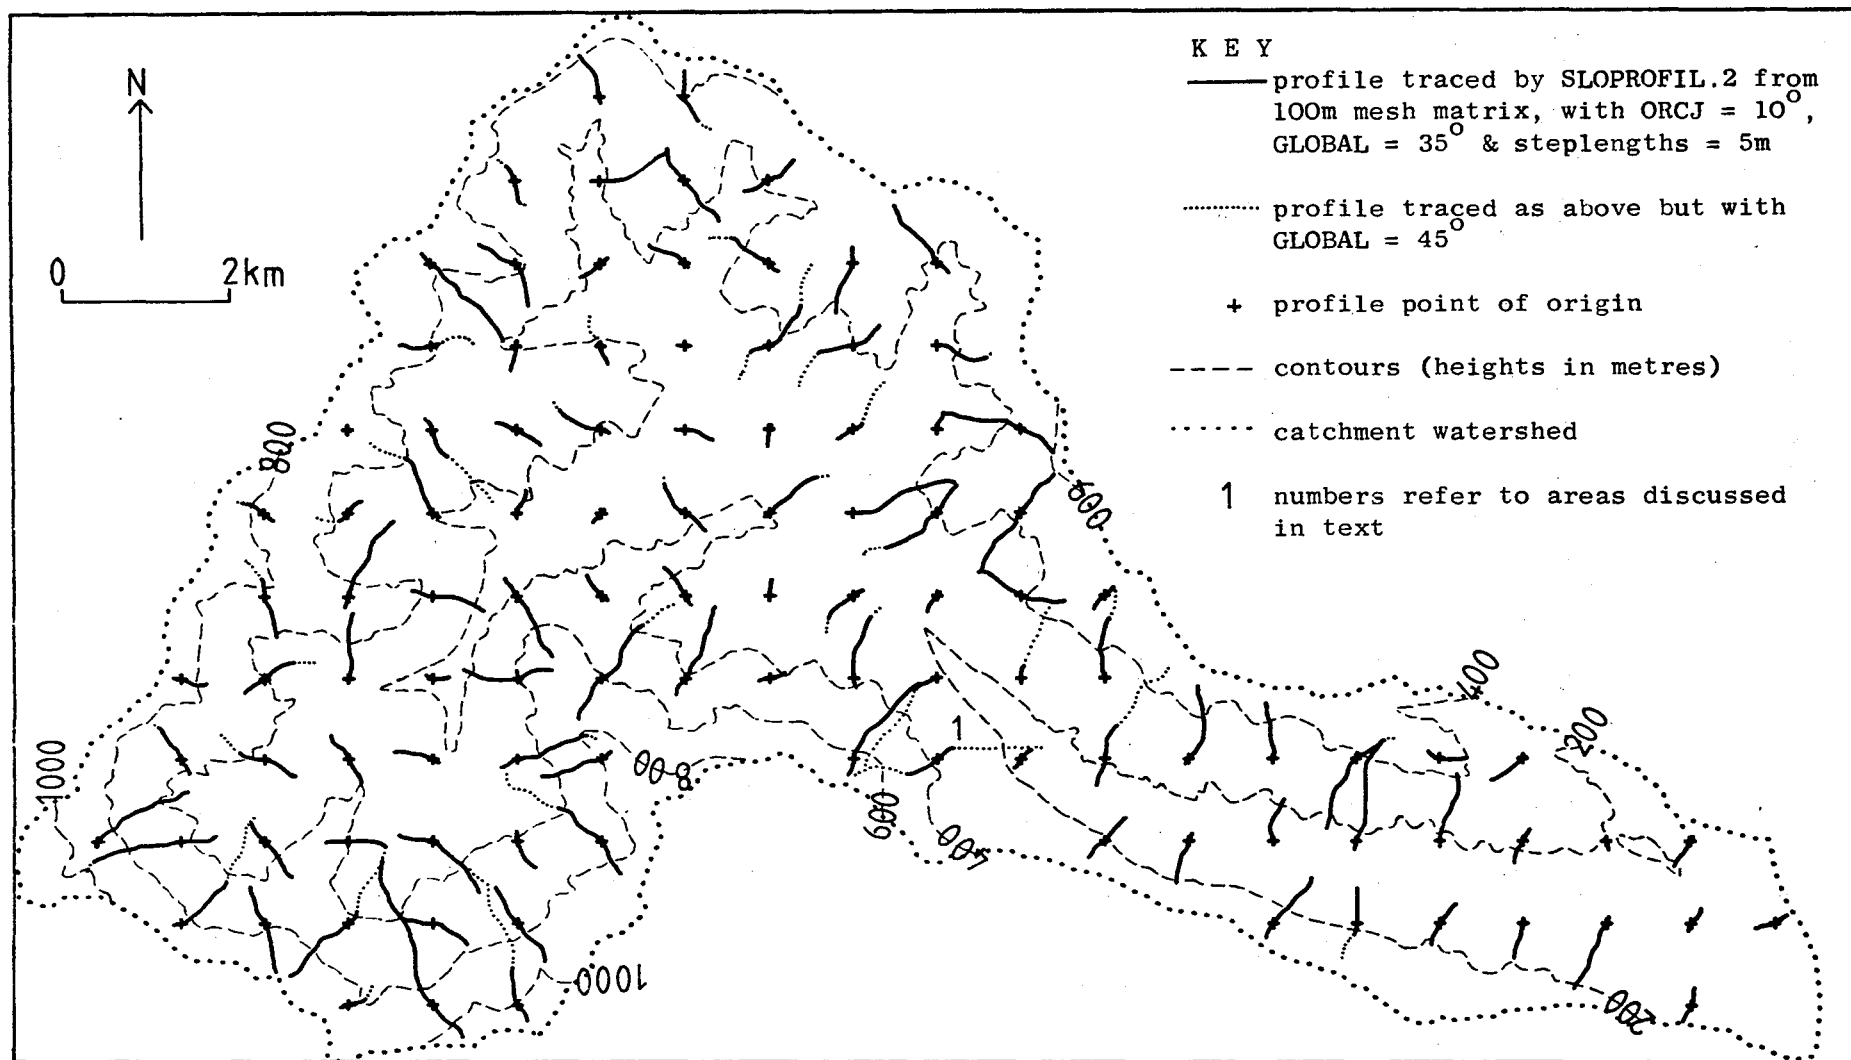 K E Y
profile traced by SLOPROFIL.2 from
100m mesh matrix, with ORCJ = 10°,
GLOBAL = 35° & steplengths = 5m
N
profile traced as above but with
GLOBAL = 45°
0 2km
profile point of origin
contours (heights in metres)
catchment watershed
800
1 numbers refer to areas discussed
in text
600
400
200
1
1000
800
600
400
1000
200